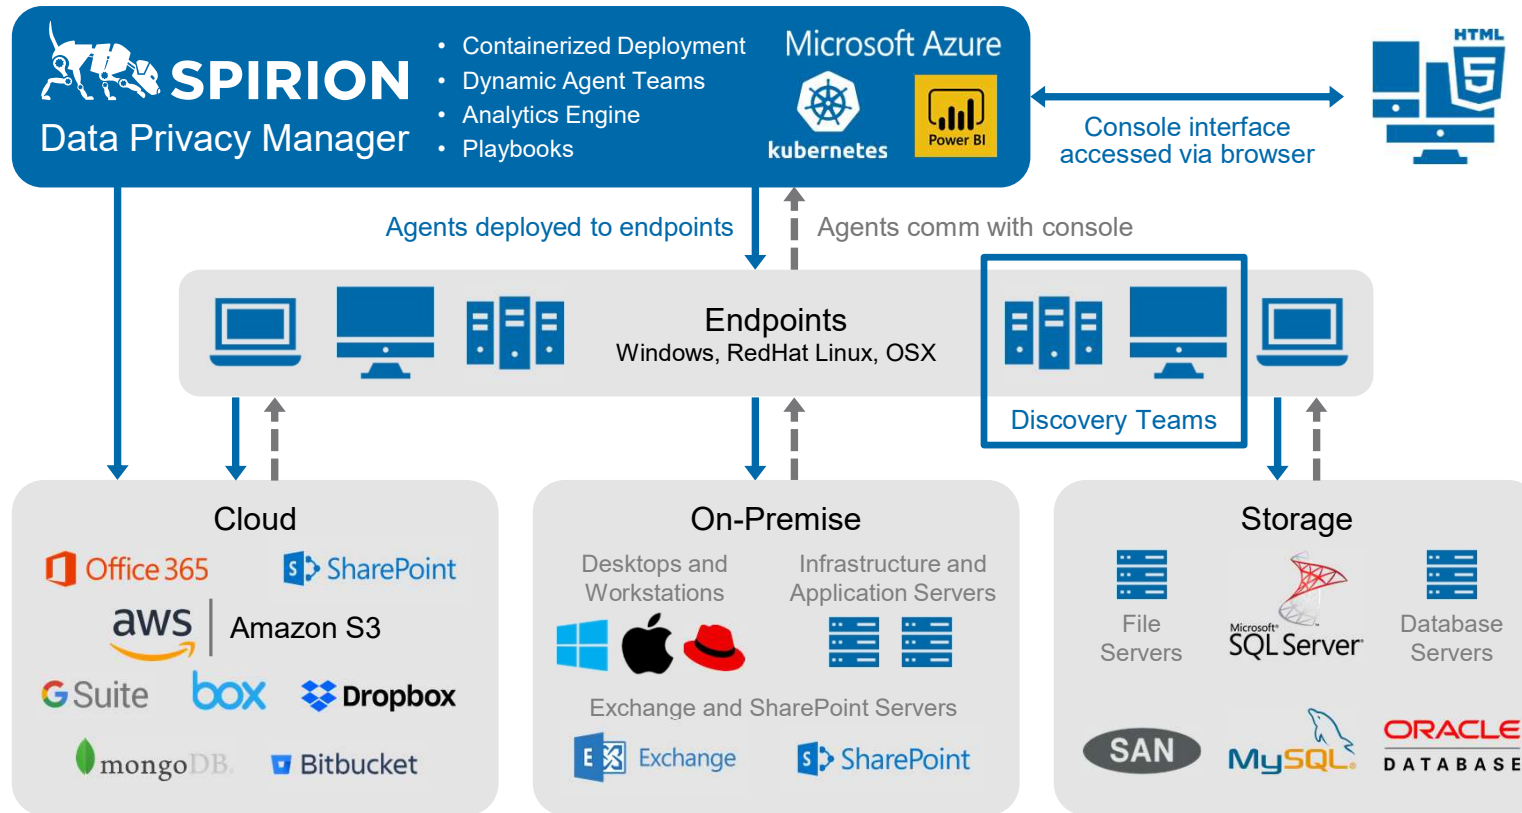 SPIRION
Data Privacy Manager
• Containerized Deployment
• Dynamic Agent Teams
• Analytics Engine
• Playbooks
Microsoft Azure
kubernetes
Power BI
HTML
5
Console interface
accessed via browser
Agents deployed to endpoints
Agents comm with console
Endpoints
Windows, RedHat Linux, OSX
Discovery Teams
Cloud
Office 365
S SharePoint
aws
Amazon S3
G Suite
box
Dropbox
mongoDB.
Bitbucket
On-Premise
Desktops and
Workstations
Infrastructure and
Application Servers
Exchange and SharePoint Servers
E Exchange
S SharePoint
Storage
File
Servers
Microsoft®
SQL Server®
Database
Servers
SAN
MySQL®
ORACLE
DATABASE